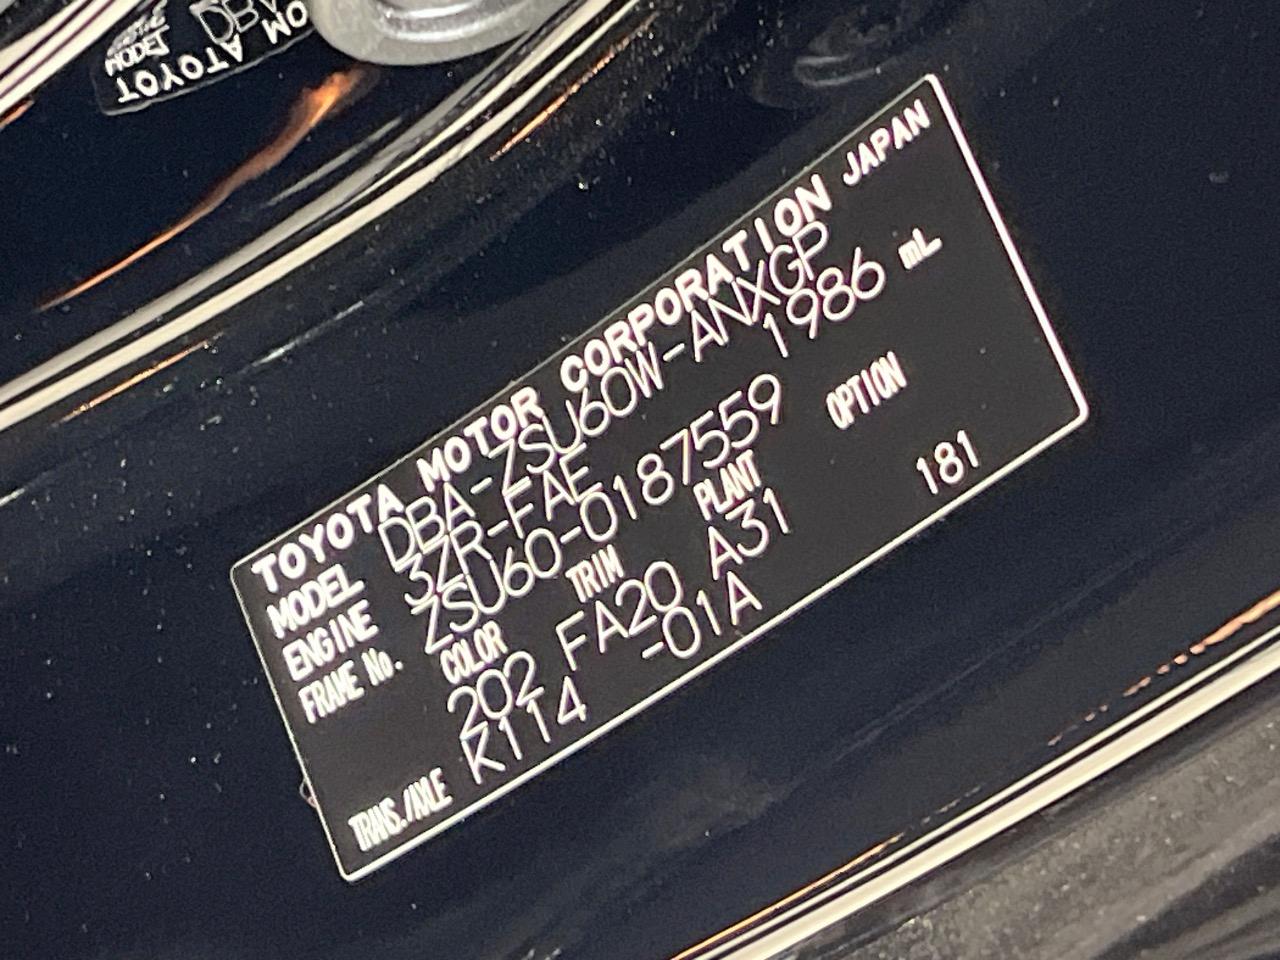 TOYOTA MOTOR CORPORATION JAPAN
MODEL DBA-ZSU60W-ANXGP
ENGINE 3ZR-FAE 1986 mL
FRAME No. ZSU60-0187559
COLOR TRIM PLANT OPTION
202 FA20 A31 181
TRANS./AXLE K114 -01A